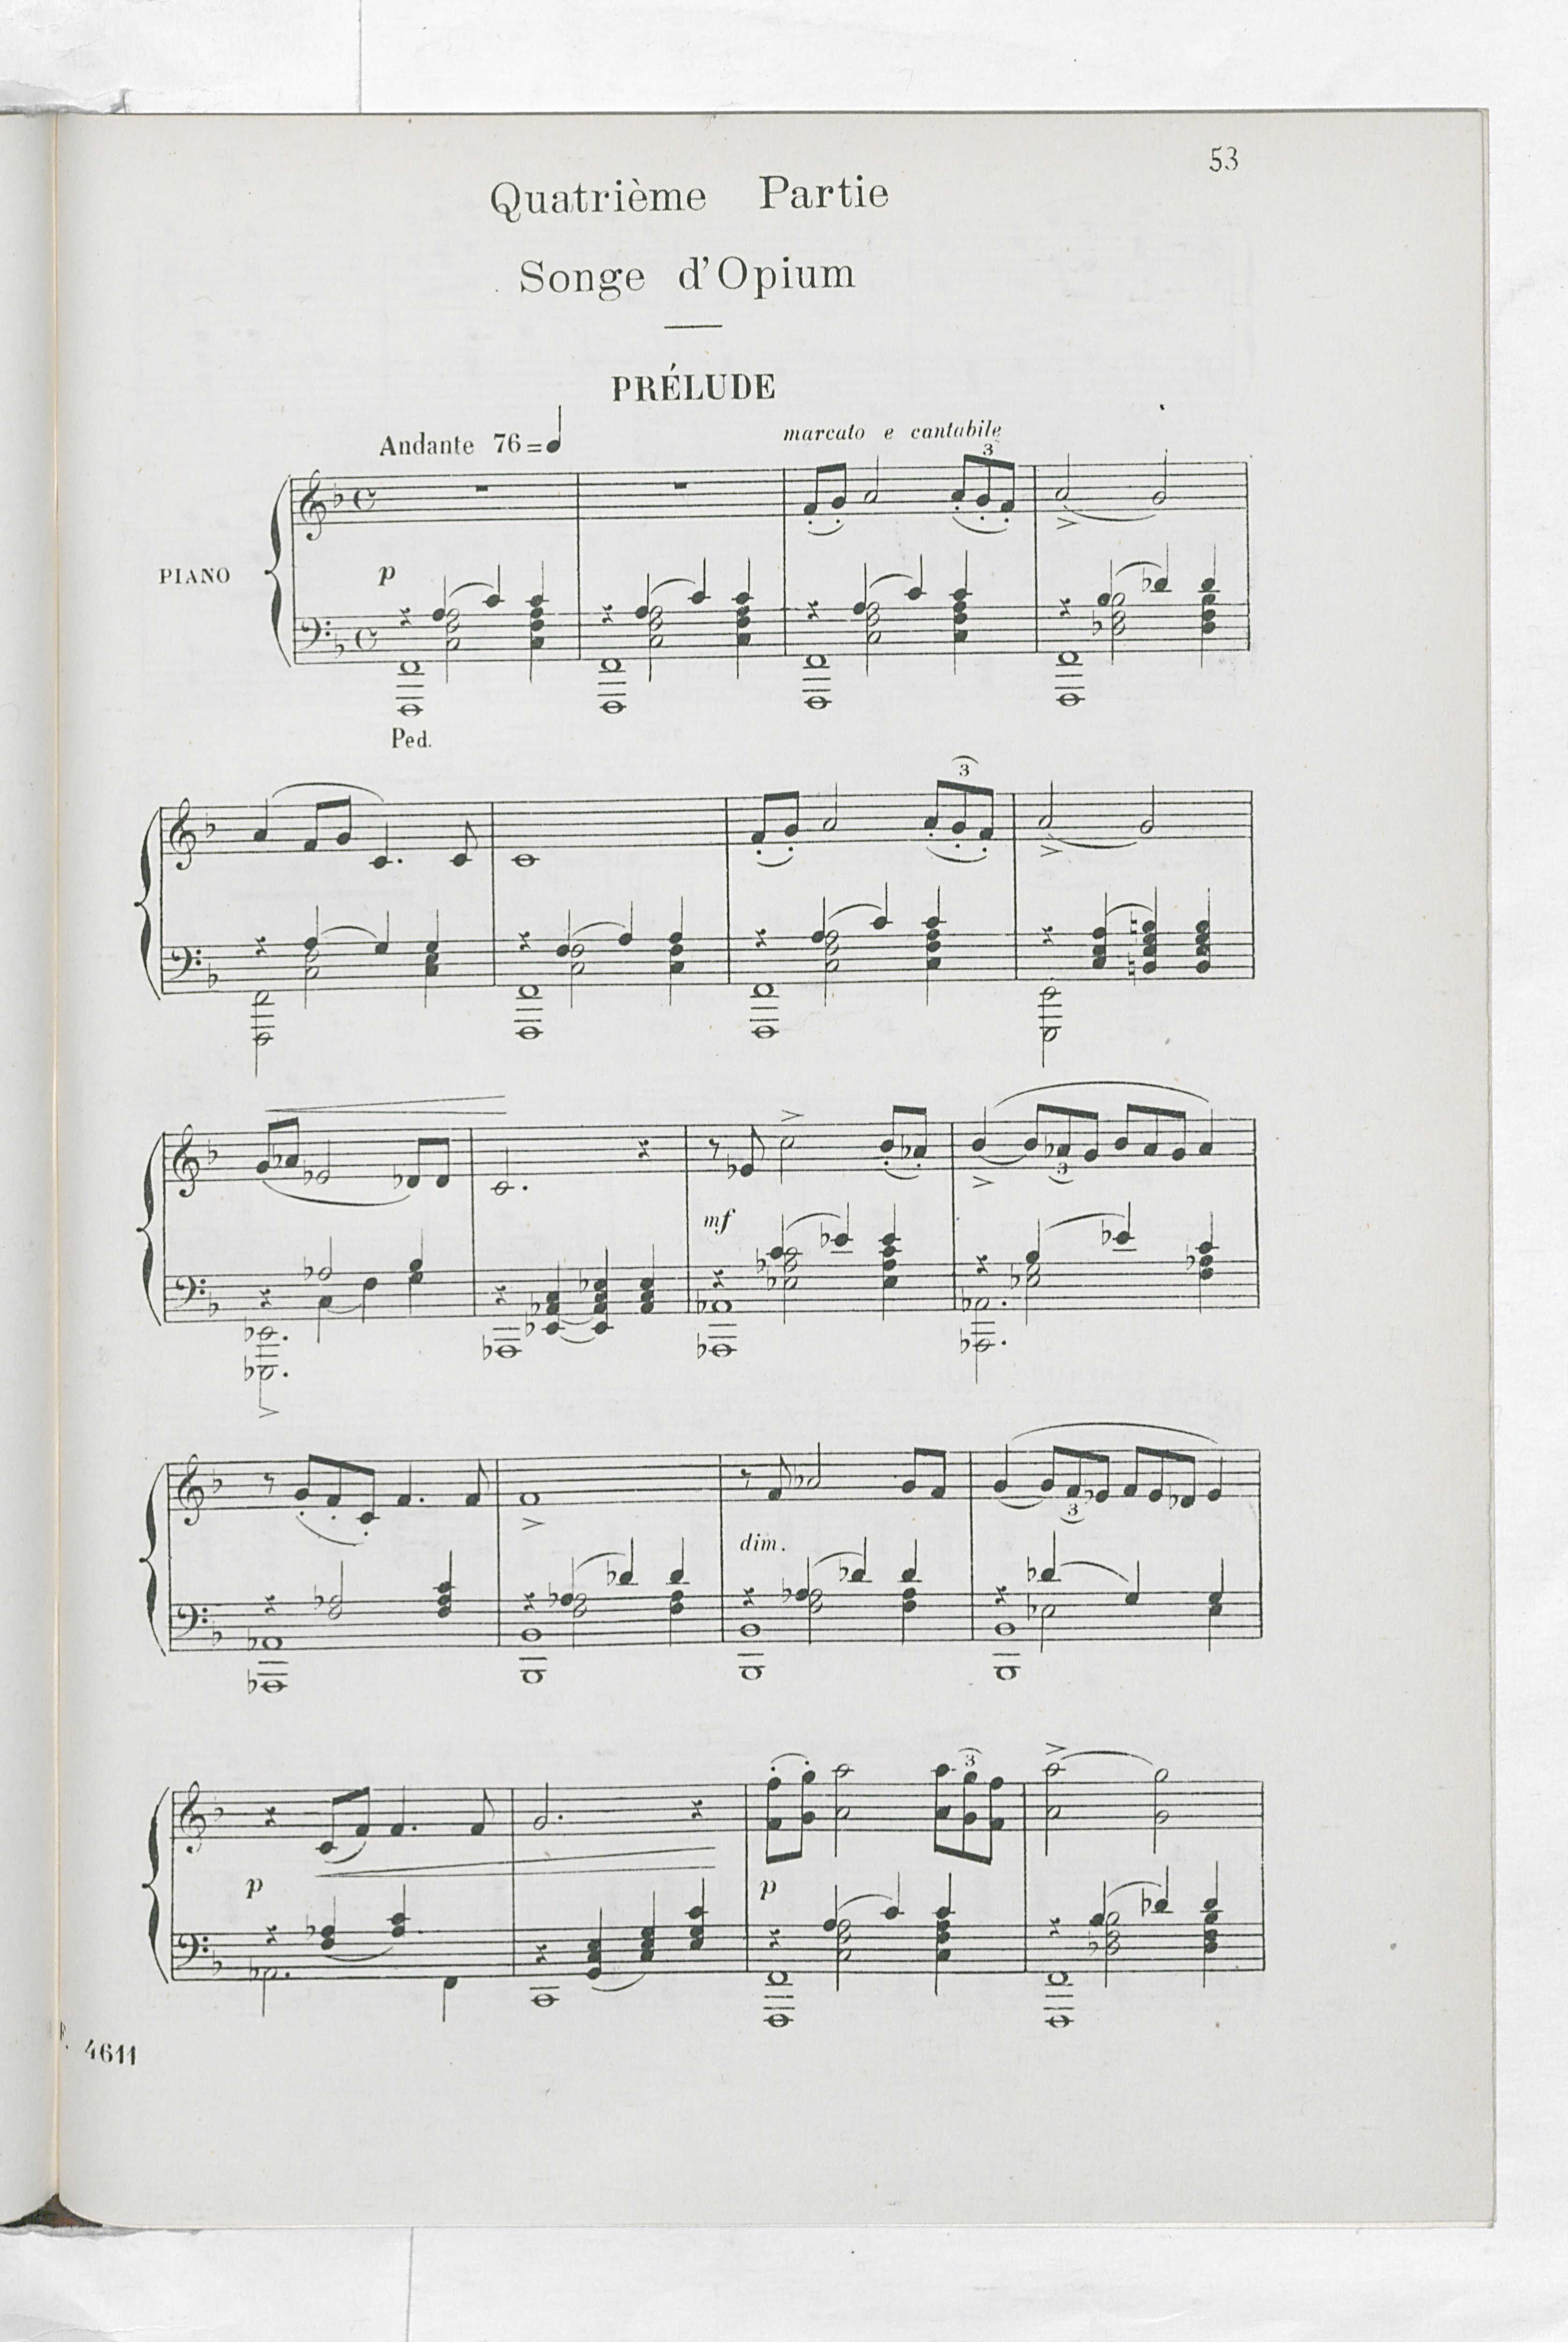 53
Quatrième Partie
Songe d'Opium
PRÉLUDE
Andante 76=
marcato e cantabile
3
PIANO
p
Ped.
3
mf
3
dim.
3
p
p
3
4611